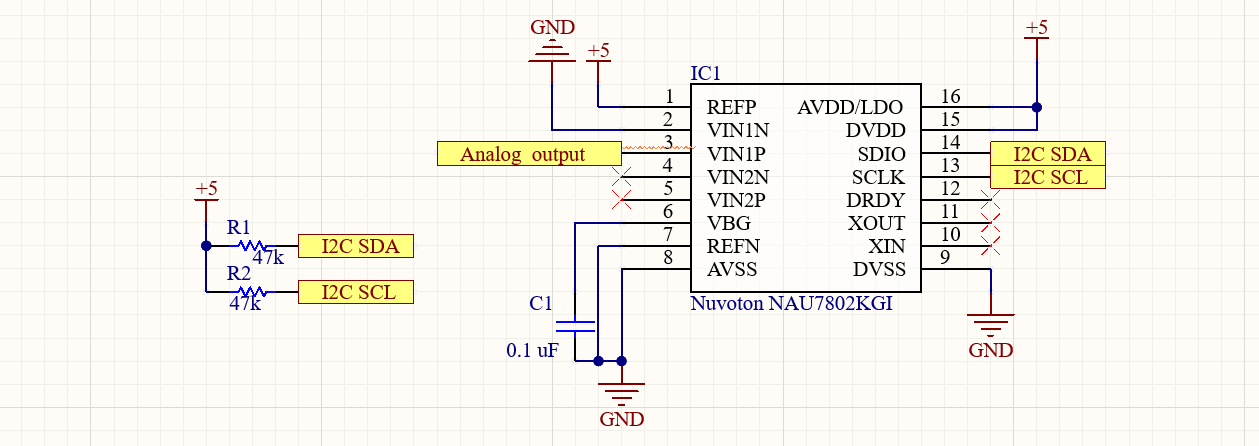 GND
+5
+5
IC1
1 REFP AVDD/LDO 16
2 VIN1N DVDD 15
Analog output 3 VIN1P SDIO 14 I2C SDA
4 VIN2N SCLK 13 I2C SCL
5 VIN2P DRDY 12
6 VBG XOUT 11
7 REFN XIN 10
8 AVSS DVSS 9
Nuvoton NAU7802KGI
+5
R1
47k
I2C SDA
R2
47k
I2C SCL
C1
0.1 uF
GND
GND